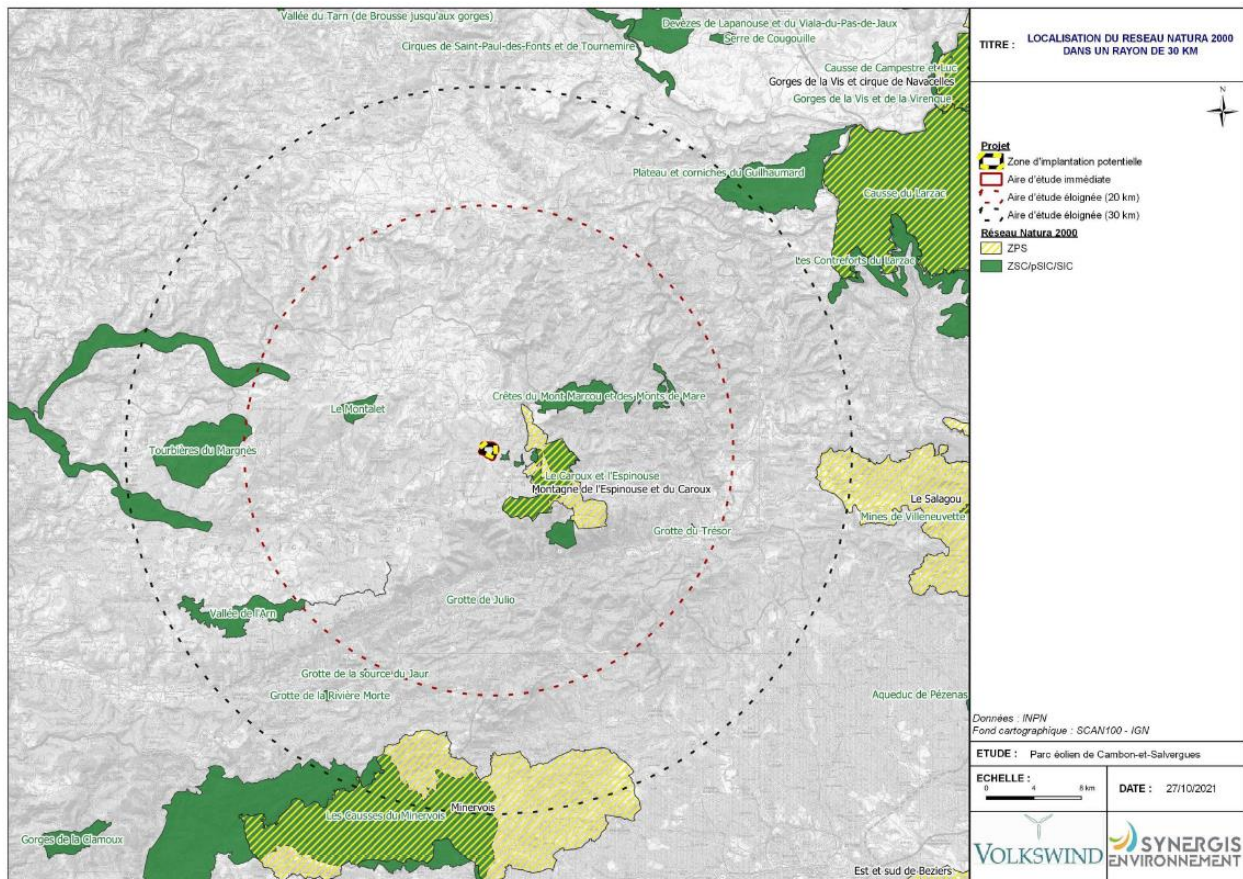 Vallée du Tarn (de Brousse jusqu'aux gorges)
Devèzes de Lapanouse et du Viala-du-Pas-de-Jaux
Serre de Cougouille
Cirques de Saint-Paul-des-Fonts et de Tournemire
Causse de Campestre et Luc
Gorges de la Vis et cirque de Navacelles
Gorges de la Vis et de la Virenque
Plateau et corniches du Guilhaumard
Causse du Larzac
Les Contreforts du Larzac
Le Montalet
Crêtes du Mont Marcou et des Monts de Mare
Tourbières du Margnès
Le Caroux et l'Espinouse
Montagne de l'Espinouse et du Caroux
Le Salagou
Mines de Villeneuvette
Grotte du Trésor
Grotte de Julio
Vallée de l'Arn
Grotte de la source du Jaur
Grotte de la Rivière Morte
Aqueduc de Pézenas
Minervois
Les Causses du Minervois
Gorges de la Clamoux
Est et sud de Beziers
TITRE : LOCALISATION DU RESEAU NATURA 2000
DANS UN RAYON DE 30 KM
N
Projet
Zone d'implantation potentielle
Aire d'étude immédiate
Aire d'étude éloignée (20 km)
Aire d'étude éloignée (30 km)
Réseau Natura 2000
ZPS
ZSC/pSIC/SIC
Données : INPN
Fond cartographique : SCAN100 - IGN
ETUDE : Parc éolien de Cambon-et-Salvergues
ECHELLE :
0 4 8 km
DATE : 27/10/2021
VOLKSWIND
SYNERGIS
ENVIRONNEMENT